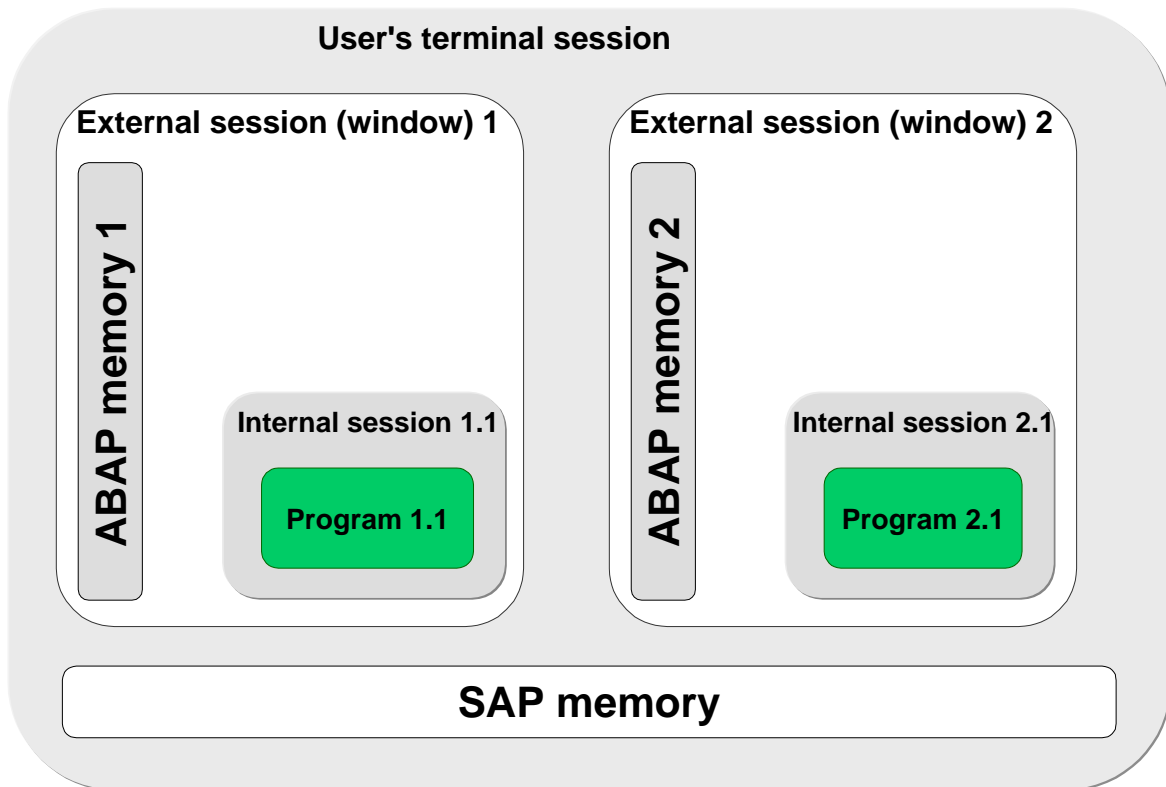 User's terminal session
External session (window) 1
ABAP memory 1
Internal session 1.1
Program 1.1
External session (window) 2
ABAP memory 2
Internal session 2.1
Program 2.1
SAP memory